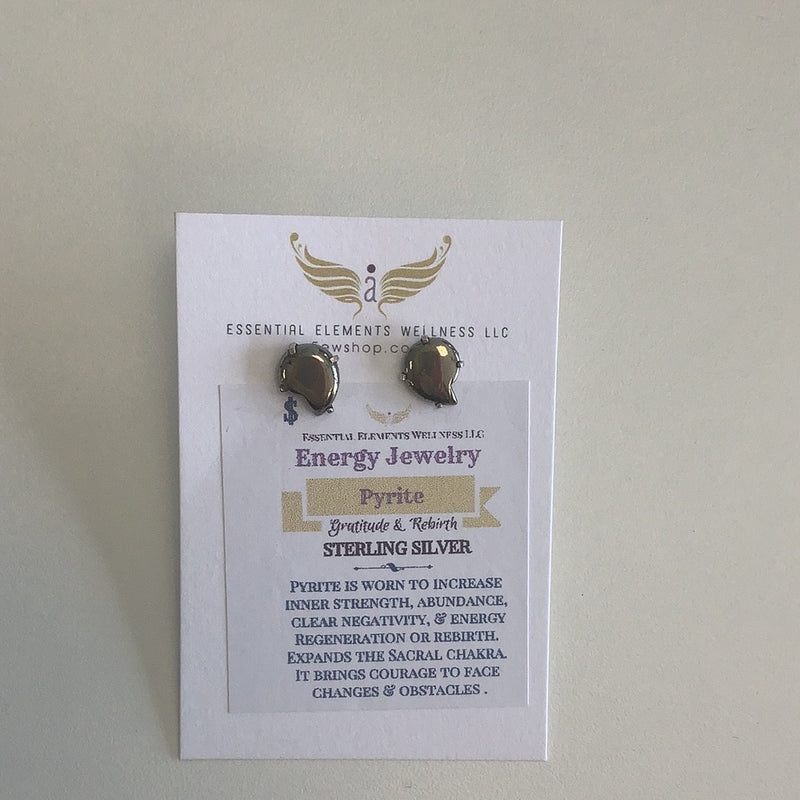 å
ESSENTIAL ELEMENTS WELLNESS LLC
$
ESSENTIAL ELEMENTS WELLNESS LLC
Energy Jewelry
Pyrite
Gratitude & Rebirth
STERLING SILVER
PYRITE IS WORN TO INCREASE
INNER STRENGTH, ABUNDANCE,
CLEAR NEGATIVITY, & ENERGY
REGENERATION OR REBIRTH.
EXPANDS THE SACRAL CHAKRA.
IT BRINGS COURAGE TO FACE
CHANGES & OBSTACLES .